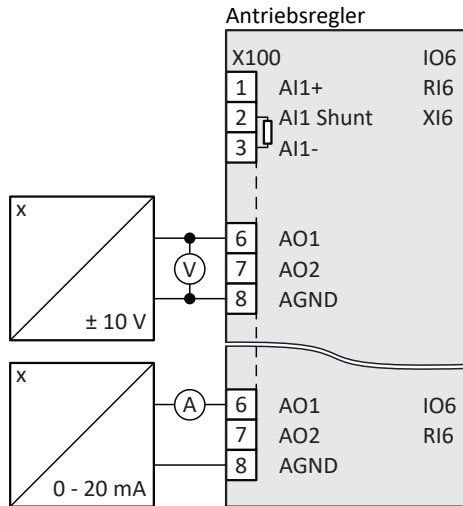 Antriebsregler
X100 IO6
1 AI1+ RI6
2 AI1 Shunt XI6
3 AI1-
x
V
± 10 V
6 AO1
7 AO2
8 AGND
x
A
0 - 20 mA
6 AO1 IO6
7 AO2 RI6
8 AGND